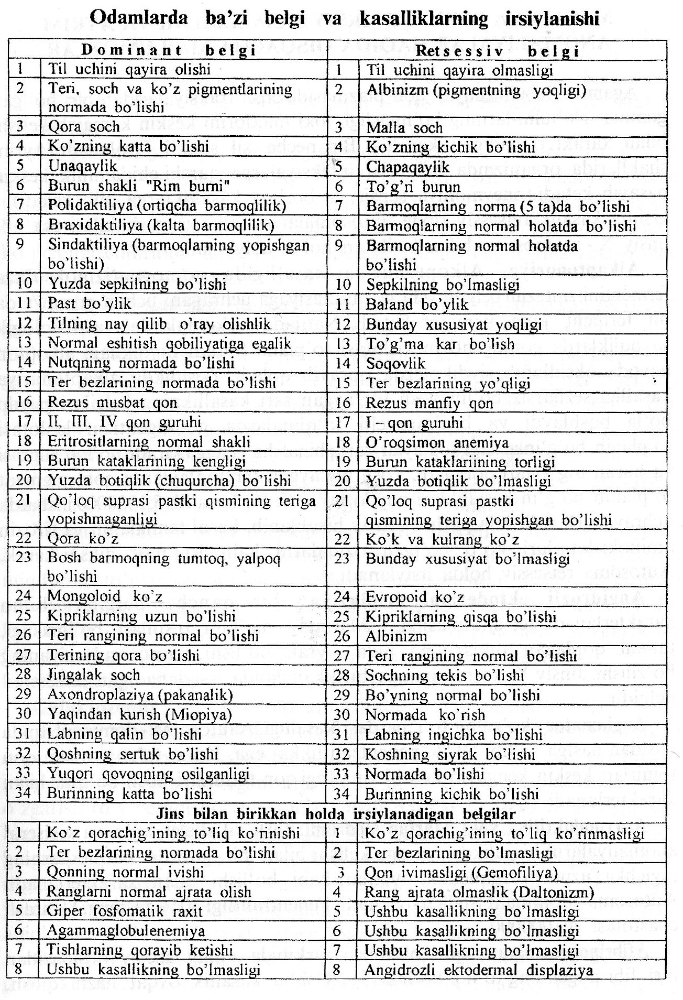 Odamlarda ba’zi belgi va kasalliklarning irsiylanishi
Dominant belgi Retsessiv belgi
1 Til uchini qayira olishi 1 Til uchini qayira olmasligi
2 Teri, soch va ko’z pigmentlarining 2 Albinizm (pigmentning yoqligi)
normada bo’lishi
3 Qora soch 3 Malla soch
4 Ko’zning katta bo’lishi 4 Ko’zning kichik bo’lishi
5 Unaqaylik 5 Chapaqaylik
6 Burun shakli "Rim burni" 6 To’g’ri burun
7 Polidaktiliya (ortiqcha barmoqlilik) 7 Barmoqlarning norma (5 ta)da bo’lishi
8 Braxidaktiliya (kalta barmoqlilik) 8 Barmoqlarning normal holatda bo’lishi
9 Sindaktiliya (barmoqlarning yopishgan 9 Barmoqlarning normal holatda
bo’lishi) bo’lishi
10 Yuzda sepkilning bo’lishi 10 Sepkilning bo’lmasligi
11 Past bo’ylik 11 Baland bo’ylik
12 Tilning nay qilib o’ray olishlik 12 Bunday xususiyat yoqligi
13 Normal eshitish qobiliyatiga egalik 13 To’g’ma kar bo’lish
14 Nutqning normada bo’lishi 14 Soqovlik
15 Ter bezlarining normada bo’lishi 15 Ter bezlarining yo’qligi
16 Rezus musbat qon 16 Rezus manfiy qon
17 II, III, IV qon guruhi 17 I – qon guruhi
18 Eritrositlarning normal shakli 18 O’roqsimon anemiya
19 Burun kataklarining kengligi 19 Burun kataklariining torligi
20 Yuzda botiqlik (chuqurcha) bo’lishi 20 Yuzda botiqlik bo’lmasligi
21 Qo’loq suprasi pastki qismining teriga 21 Qo’loq suprasi pastki
yopishmaganligi qismining teriga yopishgan bo’lishi
22 Qora ko’z 22 Ko’k va kulrang ko’z
23 Bosh barmoqning tumtoq, yalpoq 23 Bunday xususiyat bo’lmasligi
bo’lishi
24 Mongoloid ko’z 24 Evropoid ko’z
25 Kipriklarning uzun bo’lishi 25 Kipriklarning qisqa bo’lishi
26 Teri rangining normal bo’lishi 26 Albinizm
27 Terining qora bo’lishi 27 Teri rangining normal bo’lishi
28 Jingalak soch 28 Sochning tekis bo’lishi
29 Axondroplaziya (pakanalik) 29 Bo’yning normal bo’lishi
30 Yaqindan kurish (Miopiya) 30 Normada ko’rish
31 Labning qalin bo’lishi 31 Labning ingichka bo’lishi
32 Qoshning sertuk bo’lishi 32 Koshning siyrak bo’lishi
33 Yuqori qovoqning osilganligi 33 Normada bo’lishi
34 Burinning katta bo’lishi 34 Burinning kichik bo’lishi
Jins bilan birikkan holda irsiylanadigan belgilar
1 Ko’z qorachig’ining to’liq ko’rinishi 1 Ko’z qorachig’ining to’liq ko’rinmasligi
2 Ter bezlarining normada bo’lishi 2 Ter bezlarining bo’lmasligi
3 Qonning normal ivishi 3 Qon ivimasligi (Gemofiliya)
4 Ranglarni normal ajrata olish 4 Rang ajrata olmaslik (Daltonizm)
5 Giper fosfomatik raxit 5 Ushbu kasallikning bo’lmasligi
6 Agammaglobulenemiya 6 Ushbu kasallikning bo’lmasligi
7 Tishlarning qorayib ketishi 7 Ushbu kasallikning bo’lmasligi
8 Ushbu kasallikning bo’lmasligi 8 Angidrozli ektodermal displaziya